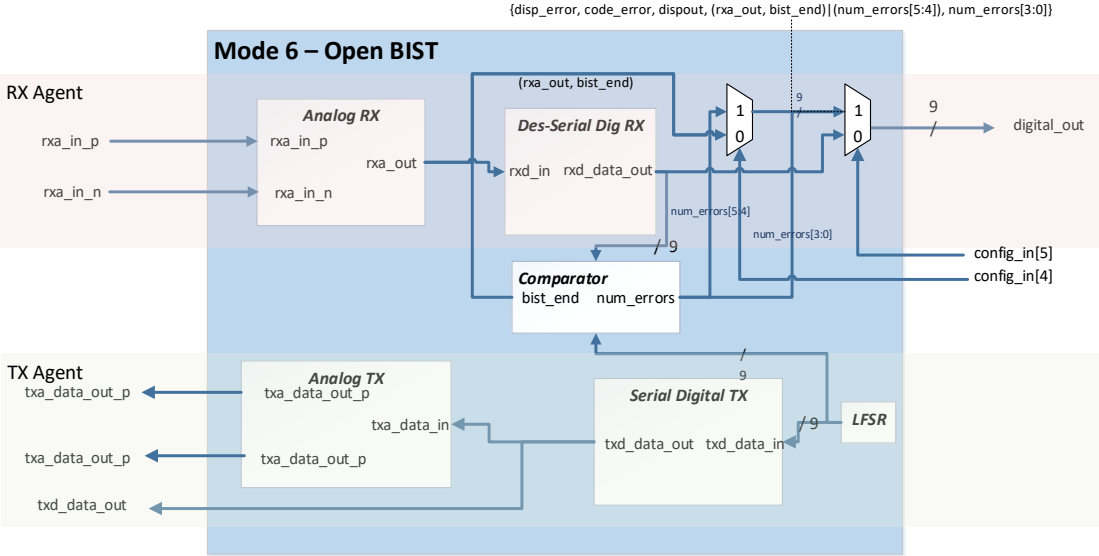 {disp_error, code_error, dispout, (rxa_out, bist_end)|(num_errors[5:4]), num_errors[3:0]}
Mode 6 – Open BIST
RX Agent
(rxa_out, bist_end)
Analog RX
Des-Serial Dig RX
rxa_in_p
rxa_in_p
rxa_out
rxa_in_n
rxa_in_n
rxd_in
rxd_data_out
1
0
9
/
1
0
9
/
digital_out
num_errors[5:4]
num_errors[3:0]
/ 9
config_in[5]
config_in[4]
Comparator
bist_end
num_errors
TX Agent
/
9
Analog TX
txa_data_out_p
txa_data_out_p
txa_data_in
Serial Digital TX
txd_data_out
txd_data_in
/ 9
LFSR
txa_data_out_p
txa_data_out_p
txd_data_out